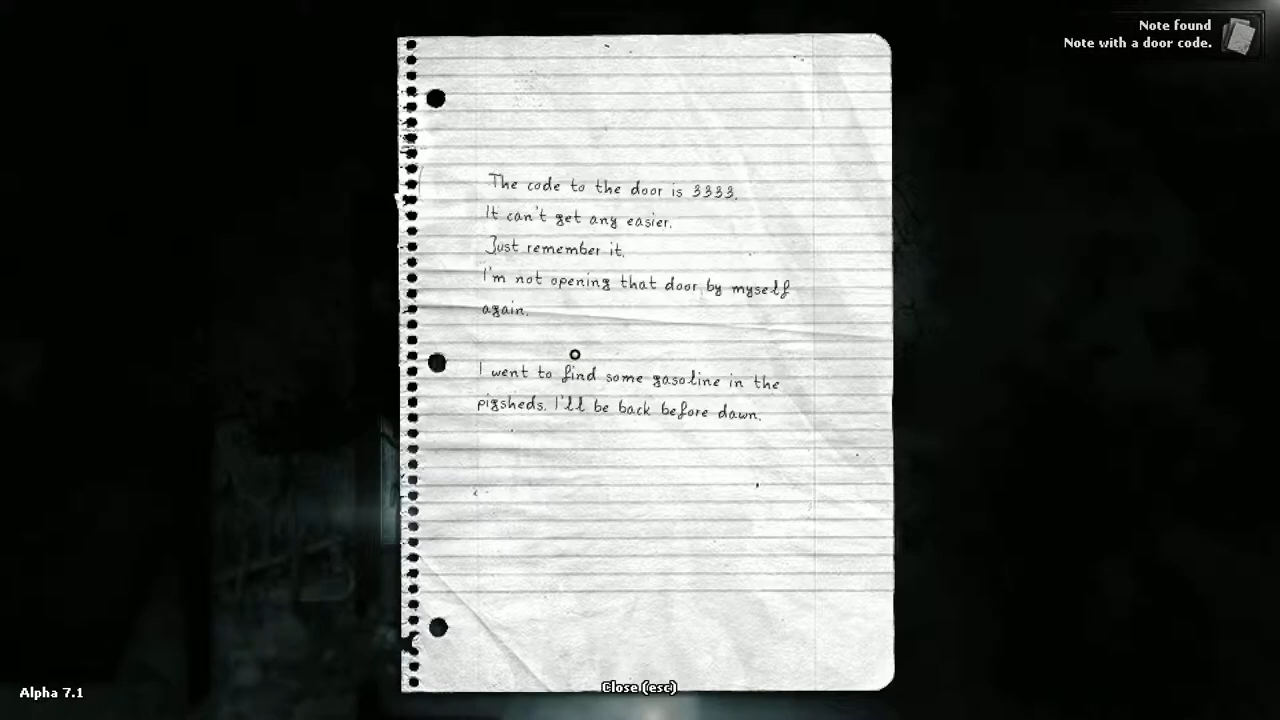 Note found
Note with a door code.
The code to the door is 3333.
It can't get any easier.
Just remember it.
I'm not opening that door by myself
again.
I went to find some gasoline in the
pigsheds. I'll be back before dawn.
Close (esc)
Alpha 7.1